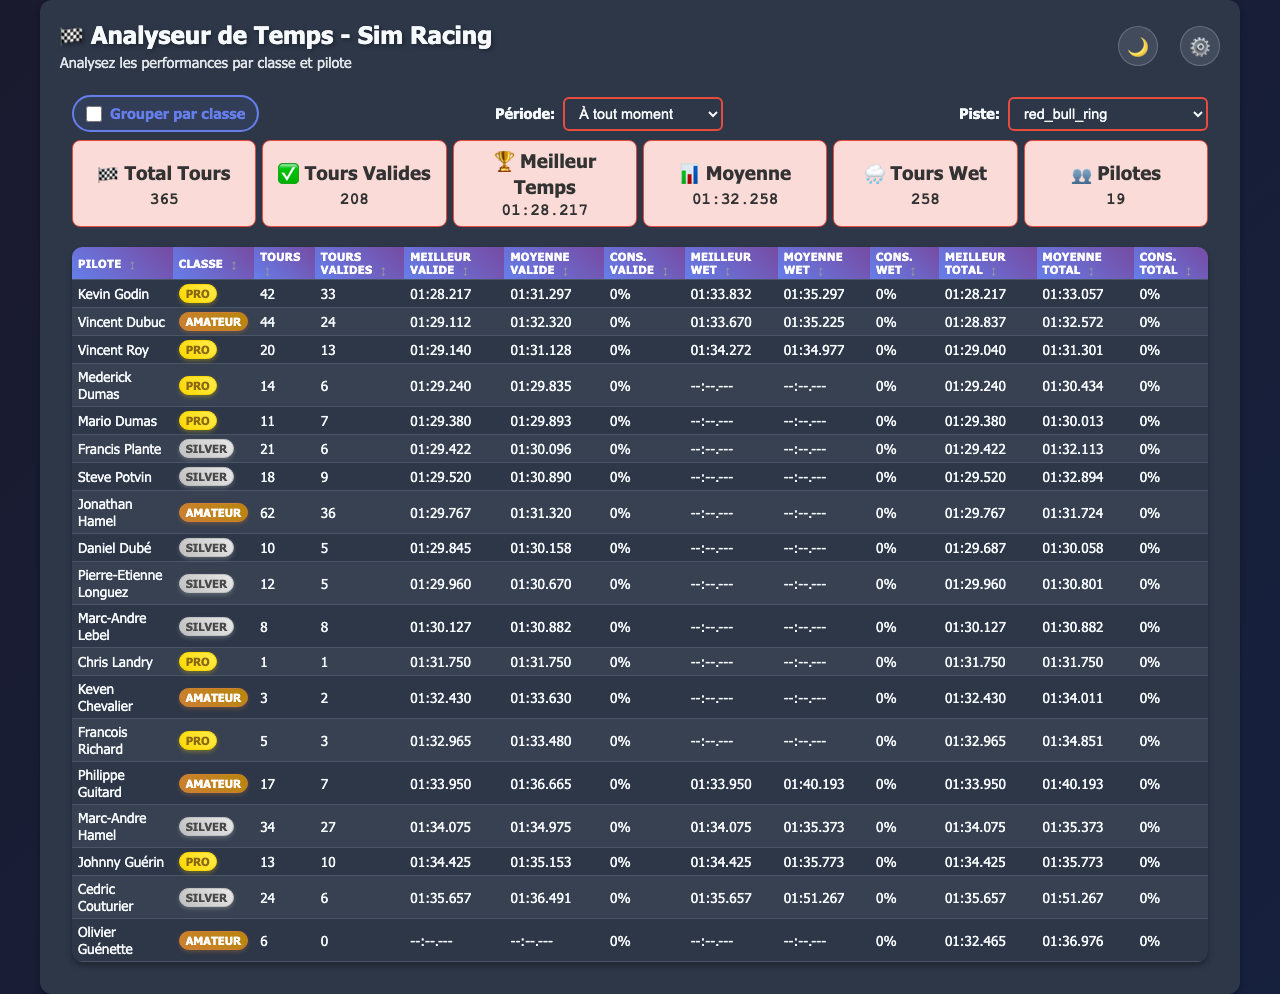 🏁 Analyseur de Temps - Sim Racing
Analysez les performances par classe et pilote
Grouper par classe
Période: À tout moment
Piste: red_bull_ring
🏁 Total Tours
365
✅ Tours Valides
208
🏆 Meilleur Temps
01:28.217
📊 Moyenne
01:32.258
🌧️ Tours Wet
258
👥 Pilotes
19
PILOTE ↕ CLASSE ↕ TOURS ↕ TOURS VALIDES ↕ MEILLEUR VALIDE ↕ MOYENNE VALIDE ↕ CONS. VALIDE ↕ MEILLEUR WET ↕ MOYENNE WET ↕ CONS. WET ↕ MEILLEUR TOTAL ↕ MOYENNE TOTAL ↕ CONS. TOTAL ↕
Kevin Godin PRO 42 33 01:28.217 01:31.297 0% 01:33.832 01:35.297 0% 01:28.217 01:33.057 0%
Vincent Dubuc AMATEUR 44 24 01:29.112 01:32.320 0% 01:33.670 01:35.225 0% 01:28.837 01:32.572 0%
Vincent Roy PRO 20 13 01:29.140 01:31.128 0% 01:34.272 01:34.977 0% 01:29.040 01:31.301 0%
Mederick Dumas PRO 14 6 01:29.240 01:29.835 0% --:--.--- --:--.--- 0% 01:29.240 01:30.434 0%
Mario Dumas PRO 11 7 01:29.380 01:29.893 0% --:--.--- --:--.--- 0% 01:29.380 01:30.013 0%
Francis Plante SILVER 21 6 01:29.422 01:30.096 0% --:--.--- --:--.--- 0% 01:29.422 01:32.113 0%
Steve Potvin SILVER 18 9 01:29.520 01:30.890 0% --:--.--- --:--.--- 0% 01:29.520 01:32.894 0%
Jonathan Hamel AMATEUR 62 36 01:29.767 01:31.320 0% --:--.--- --:--.--- 0% 01:29.767 01:31.724 0%
Daniel Dubé SILVER 10 5 01:29.845 01:30.158 0% --:--.--- --:--.--- 0% 01:29.687 01:30.058 0%
Pierre-Etienne Longuez SILVER 12 5 01:29.960 01:30.670 0% --:--.--- --:--.--- 0% 01:29.960 01:30.801 0%
Marc-Andre Lebel SILVER 8 8 01:30.127 01:30.882 0% --:--.--- --:--.--- 0% 01:30.127 01:30.882 0%
Chris Landry PRO 1 1 01:31.750 01:31.750 0% --:--.--- --:--.--- 0% 01:31.750 01:31.750 0%
Keven Chevalier AMATEUR 3 2 01:32.430 01:33.630 0% --:--.--- --:--.--- 0% 01:32.430 01:34.011 0%
Francois Richard PRO 5 3 01:32.965 01:33.480 0% --:--.--- --:--.--- 0% 01:32.965 01:34.851 0%
Philippe Guitard AMATEUR 17 7 01:33.950 01:36.665 0% 01:33.950 01:40.193 0% 01:33.950 01:40.193 0%
Marc-Andre Hamel SILVER 34 27 01:34.075 01:34.975 0% 01:34.075 01:35.373 0% 01:34.075 01:35.373 0%
Johnny Guérin PRO 13 10 01:34.425 01:35.153 0% 01:34.425 01:35.773 0% 01:34.425 01:35.773 0%
Cedric Couturier SILVER 24 6 01:35.657 01:36.491 0% 01:35.657 01:51.267 0% 01:35.657 01:51.267 0%
Olivier Guénette AMATEUR 6 0 --:--.--- --:--.--- 0% --:--.--- --:--.--- 0% 01:32.465 01:36.976 0%